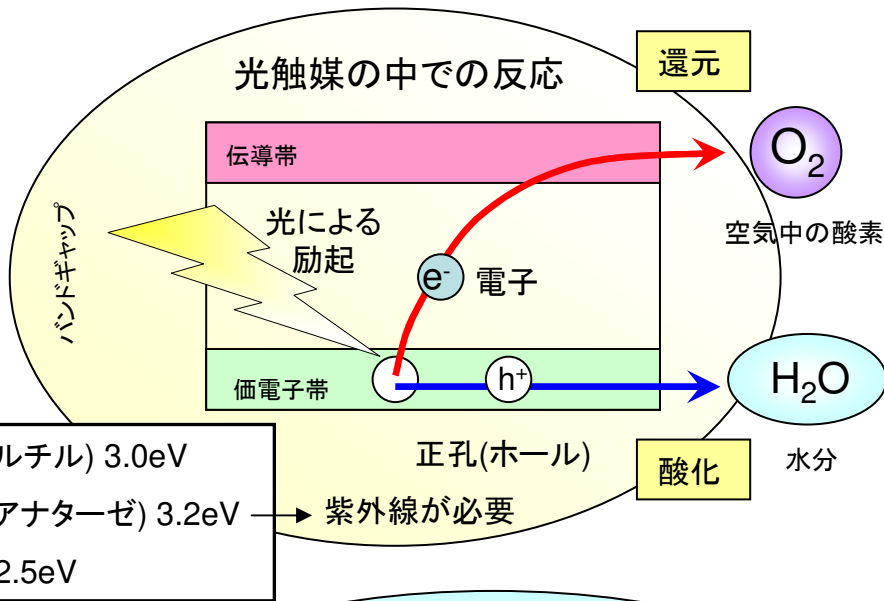 光触媒の中での反応
還元
伝導帯
O₂
空気中の酸素
バンドギャップ
光による
励起
e⁻
電子
価電子帯
h⁺
H₂O
水分
正孔(ホール)
酸化
ルチル) 3.0eV
アナターゼ) 3.2eV
紫外線が必要
2.5eV